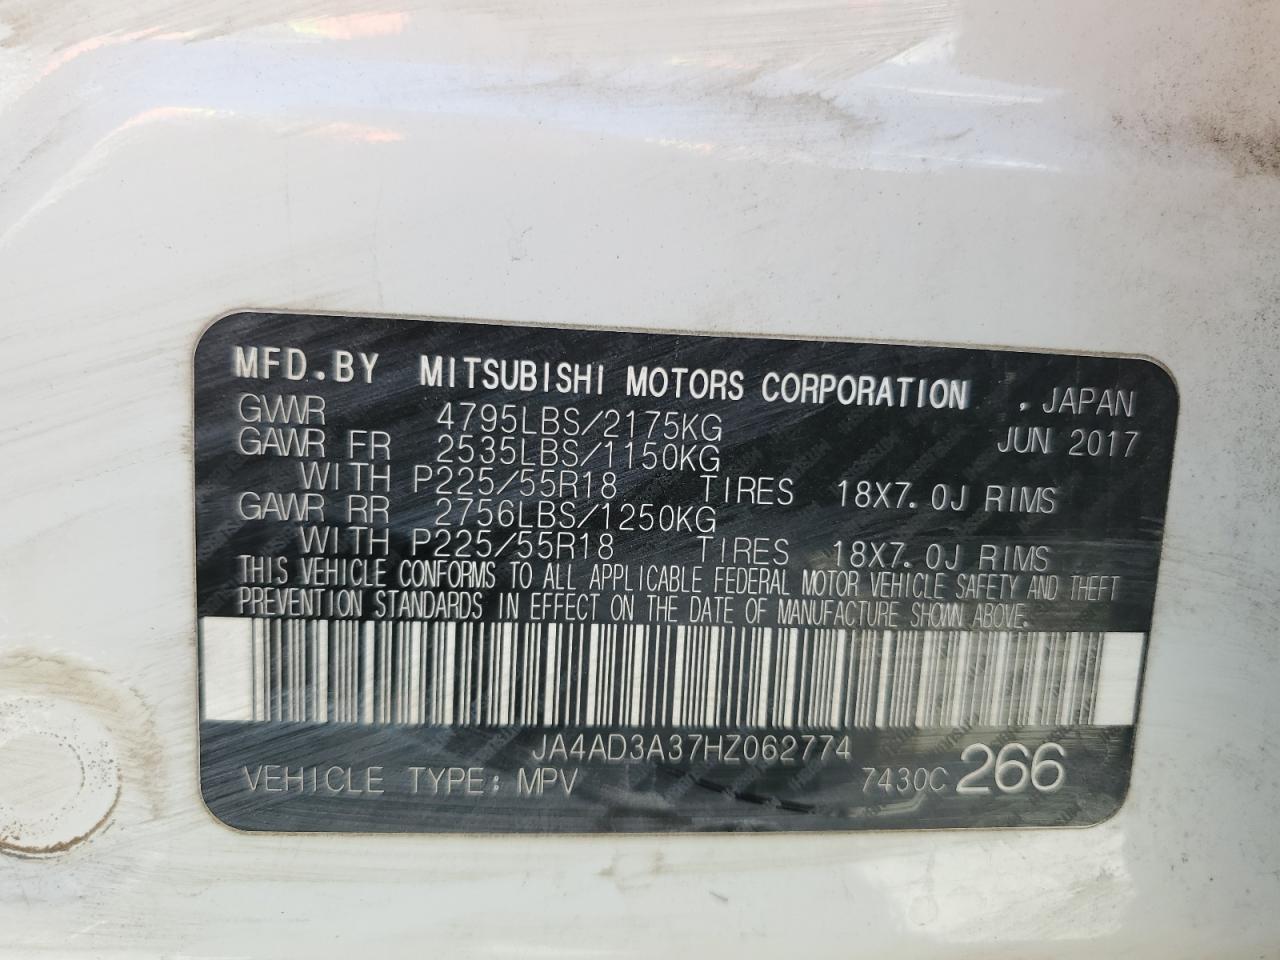 MFD.BY MITSUBISHI MOTORS CORPORATION , JAPAN
GVWR 4795LBS/2175KG JUN 2017
GAWR FR 2535LBS/1150KG
WITH P225/55R18 TIRES 18X7.0J RIMS
GAWR RR 2756LBS/1250KG
WITH P225/55R18 TIRES 18X7.0J RIMS
THIS VEHICLE CONFORMS TO ALL APPLICABLE FEDERAL MOTOR VEHICLE SAFETY AND THEFT
PREVENTION STANDARDS IN EFFECT ON THE DATE OF MANUFACTURE SHOWN ABOVE.
JA4AD3A37HZ062774
VEHICLE TYPE: MPV 7430C 266